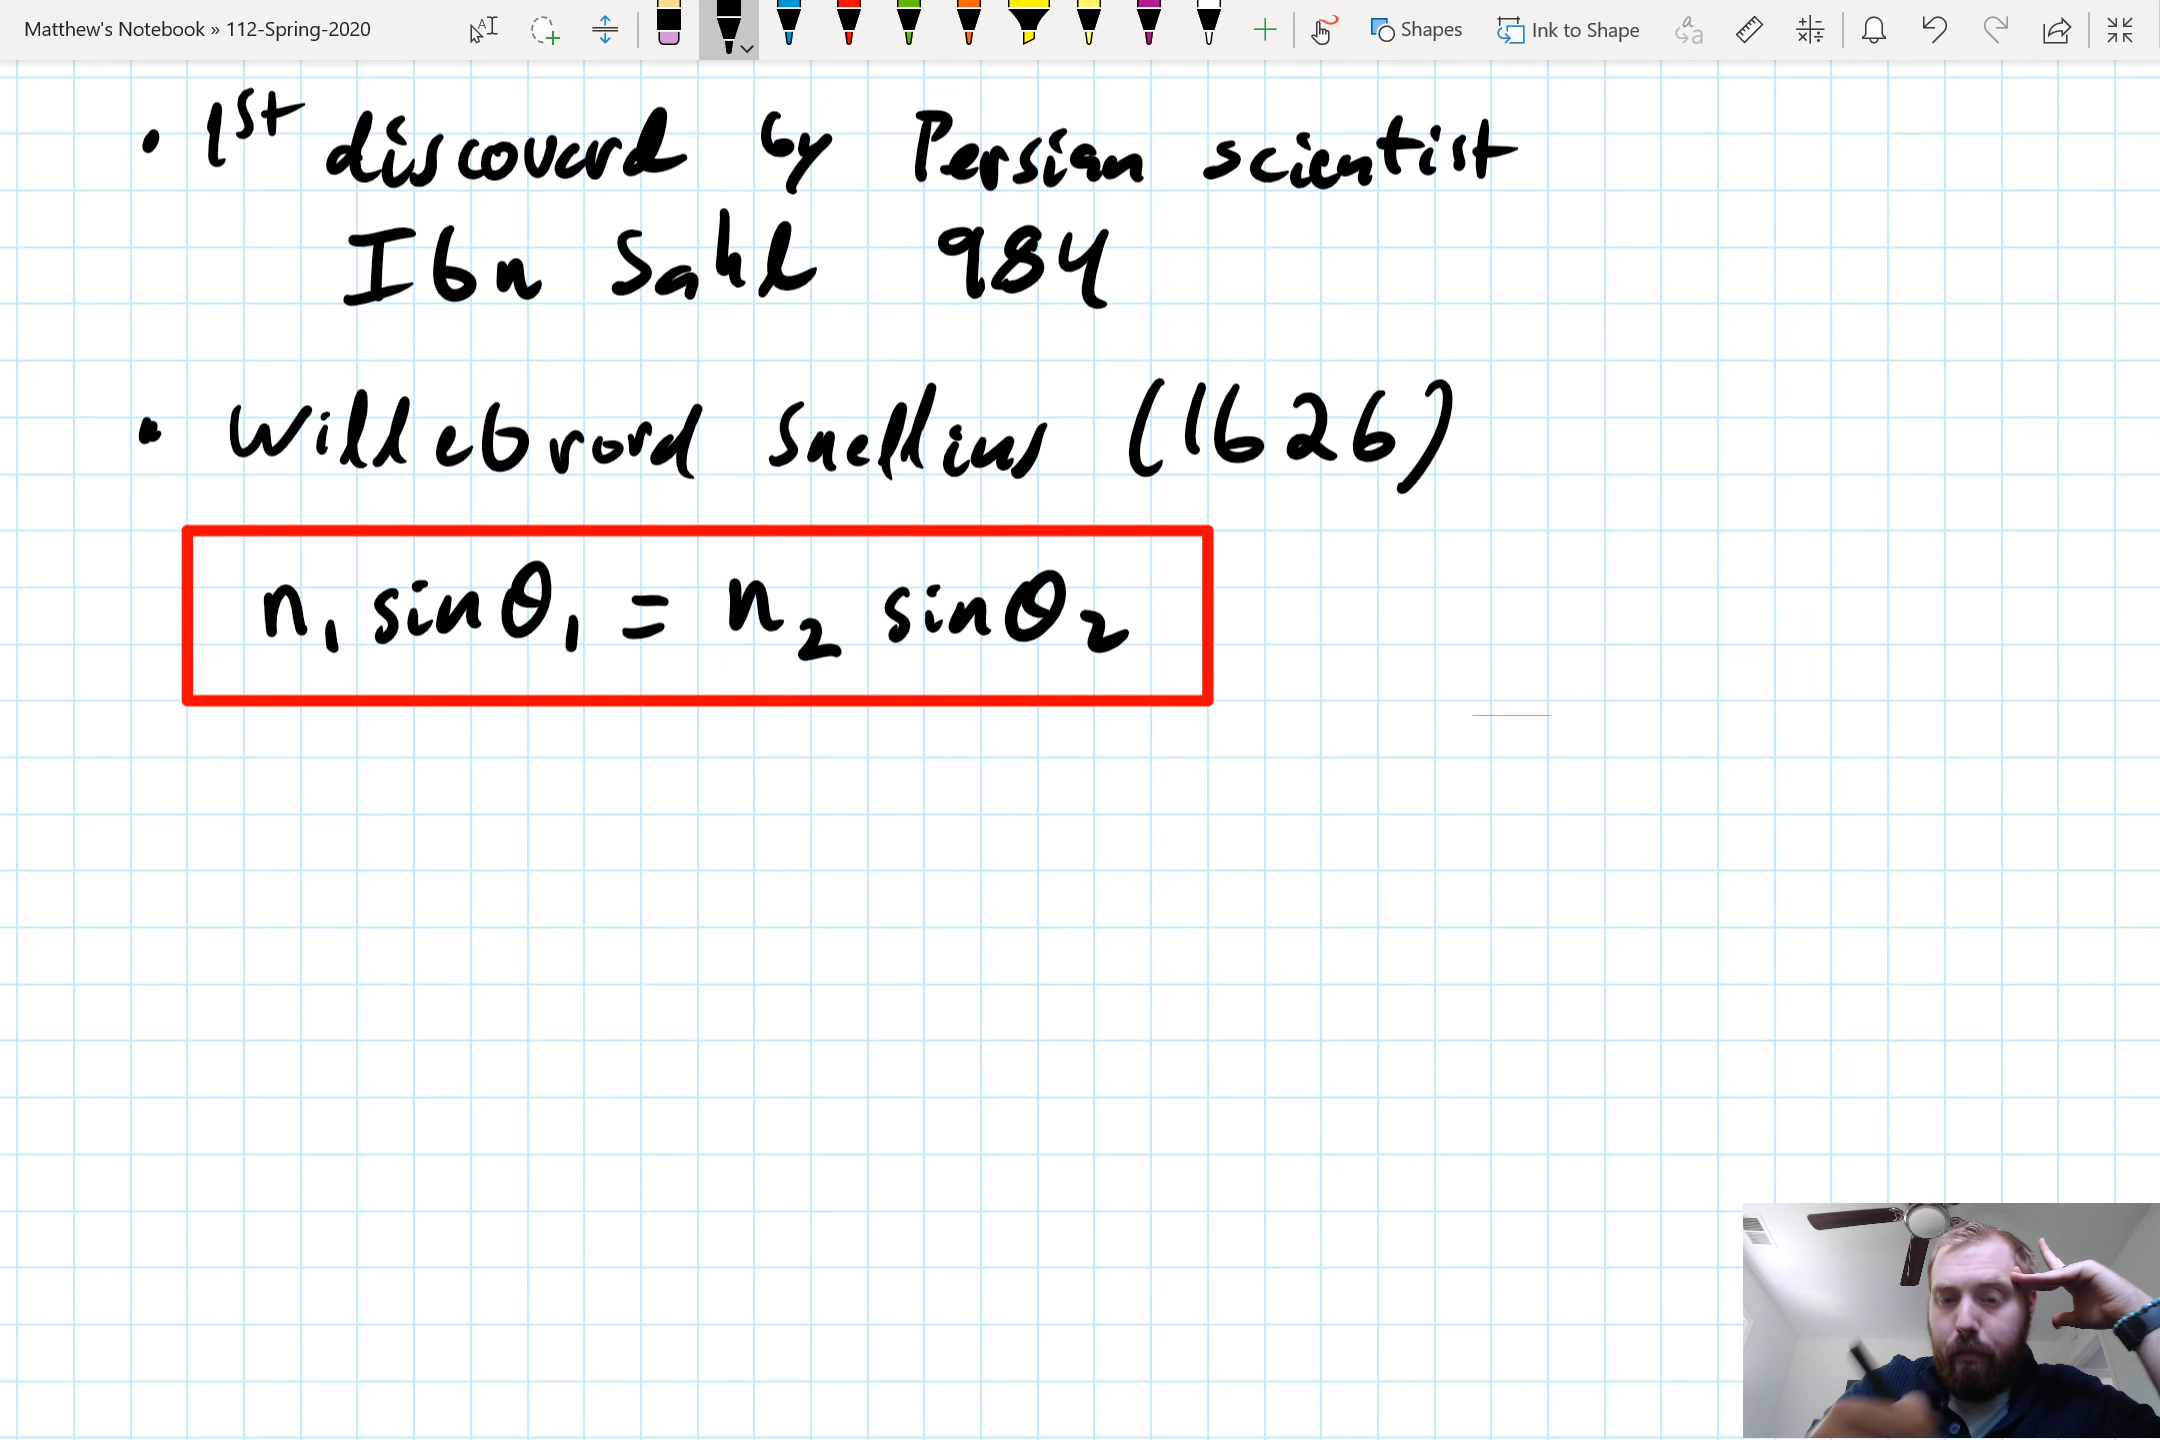 Matthew's Notebook » 112-Spring-2020
Shapes
Ink to Shape
• 1st discoverd by Persian scientist
Ibn Sahl 984
• Willebrord Snellius (1626)
n₁ sinθ₁ = n₂ sinθ₂